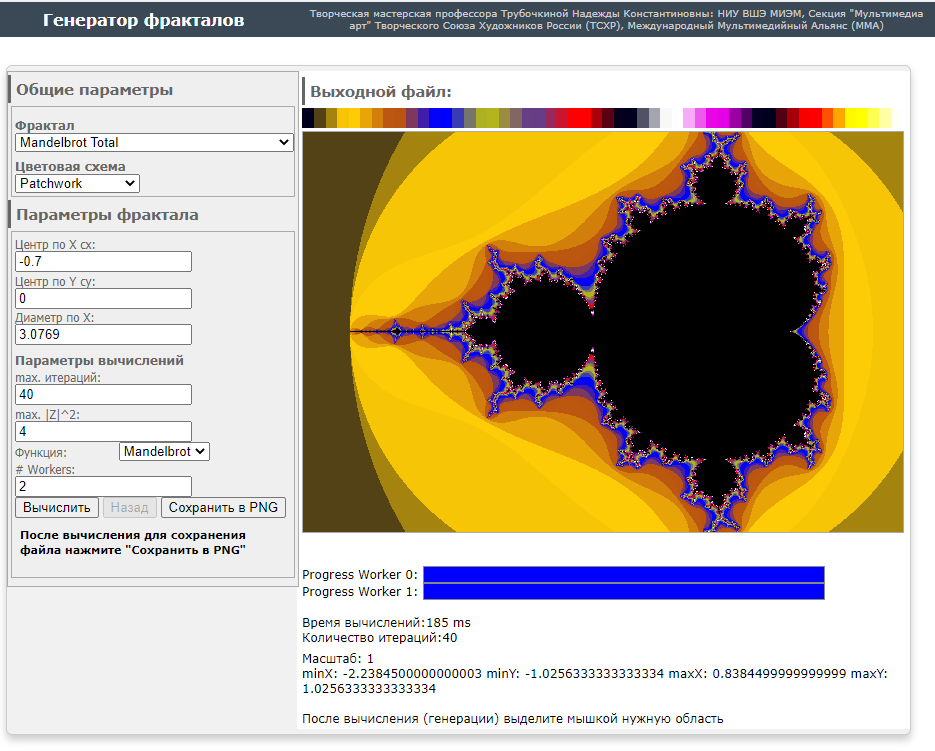 Генератор фракталов
Творческая мастерская профессора Трубочкиной Надежды Константиновны: НИУ ВШЭ МИЭМ, Секция "Мультимедиа
арт" Творческого Союза Художников России (ТСХР), Международный Мультимедийный Альянс (ММА)
Общие параметры
Фрактал
Mandelbrot Total
Цветовая схема
Patchwork
Параметры фрактала
Центр по X cx:
-0.7
Центр по Y cy:
0
Диаметр по X:
3.0769
Параметры вычислений
max. итераций:
40
max. |Z|^2:
4
Функция: Mandelbrot
# Workers:
2
Вычислить Назад Сохранить в PNG
После вычисления для сохранения
файла нажмите "Сохранить в PNG"
Выходной файл:
Progress Worker 0:
Progress Worker 1:
Время вычислений:185 ms
Количество итераций:40
Масштаб: 1
minX: -2.2384500000000003 minY: -1.0256333333333334 maxX: 0.8384499999999999 maxY:
1.0256333333333334
После вычисления (генерации) выделите мышкой нужную область